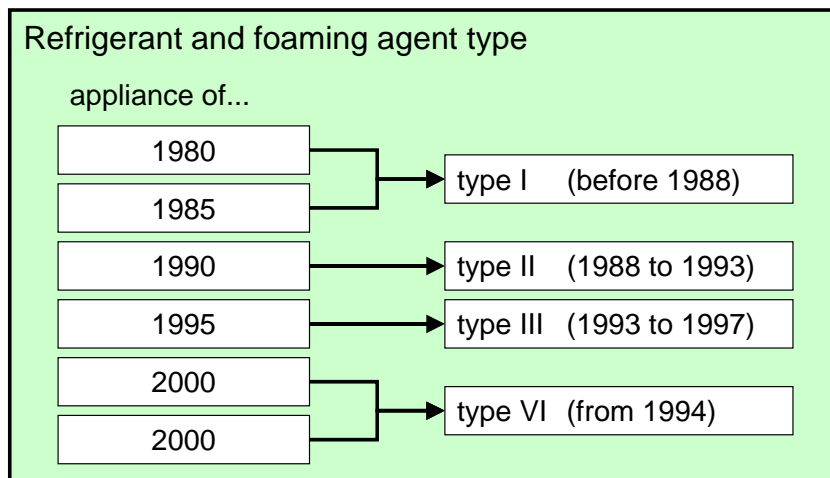 Refrigerant and foaming agent type
appliance of...
1980
1985
1990
1995
2000
2000
type I (before 1988)
type II (1988 to 1993)
type III (1993 to 1997)
type VI (from 1994)